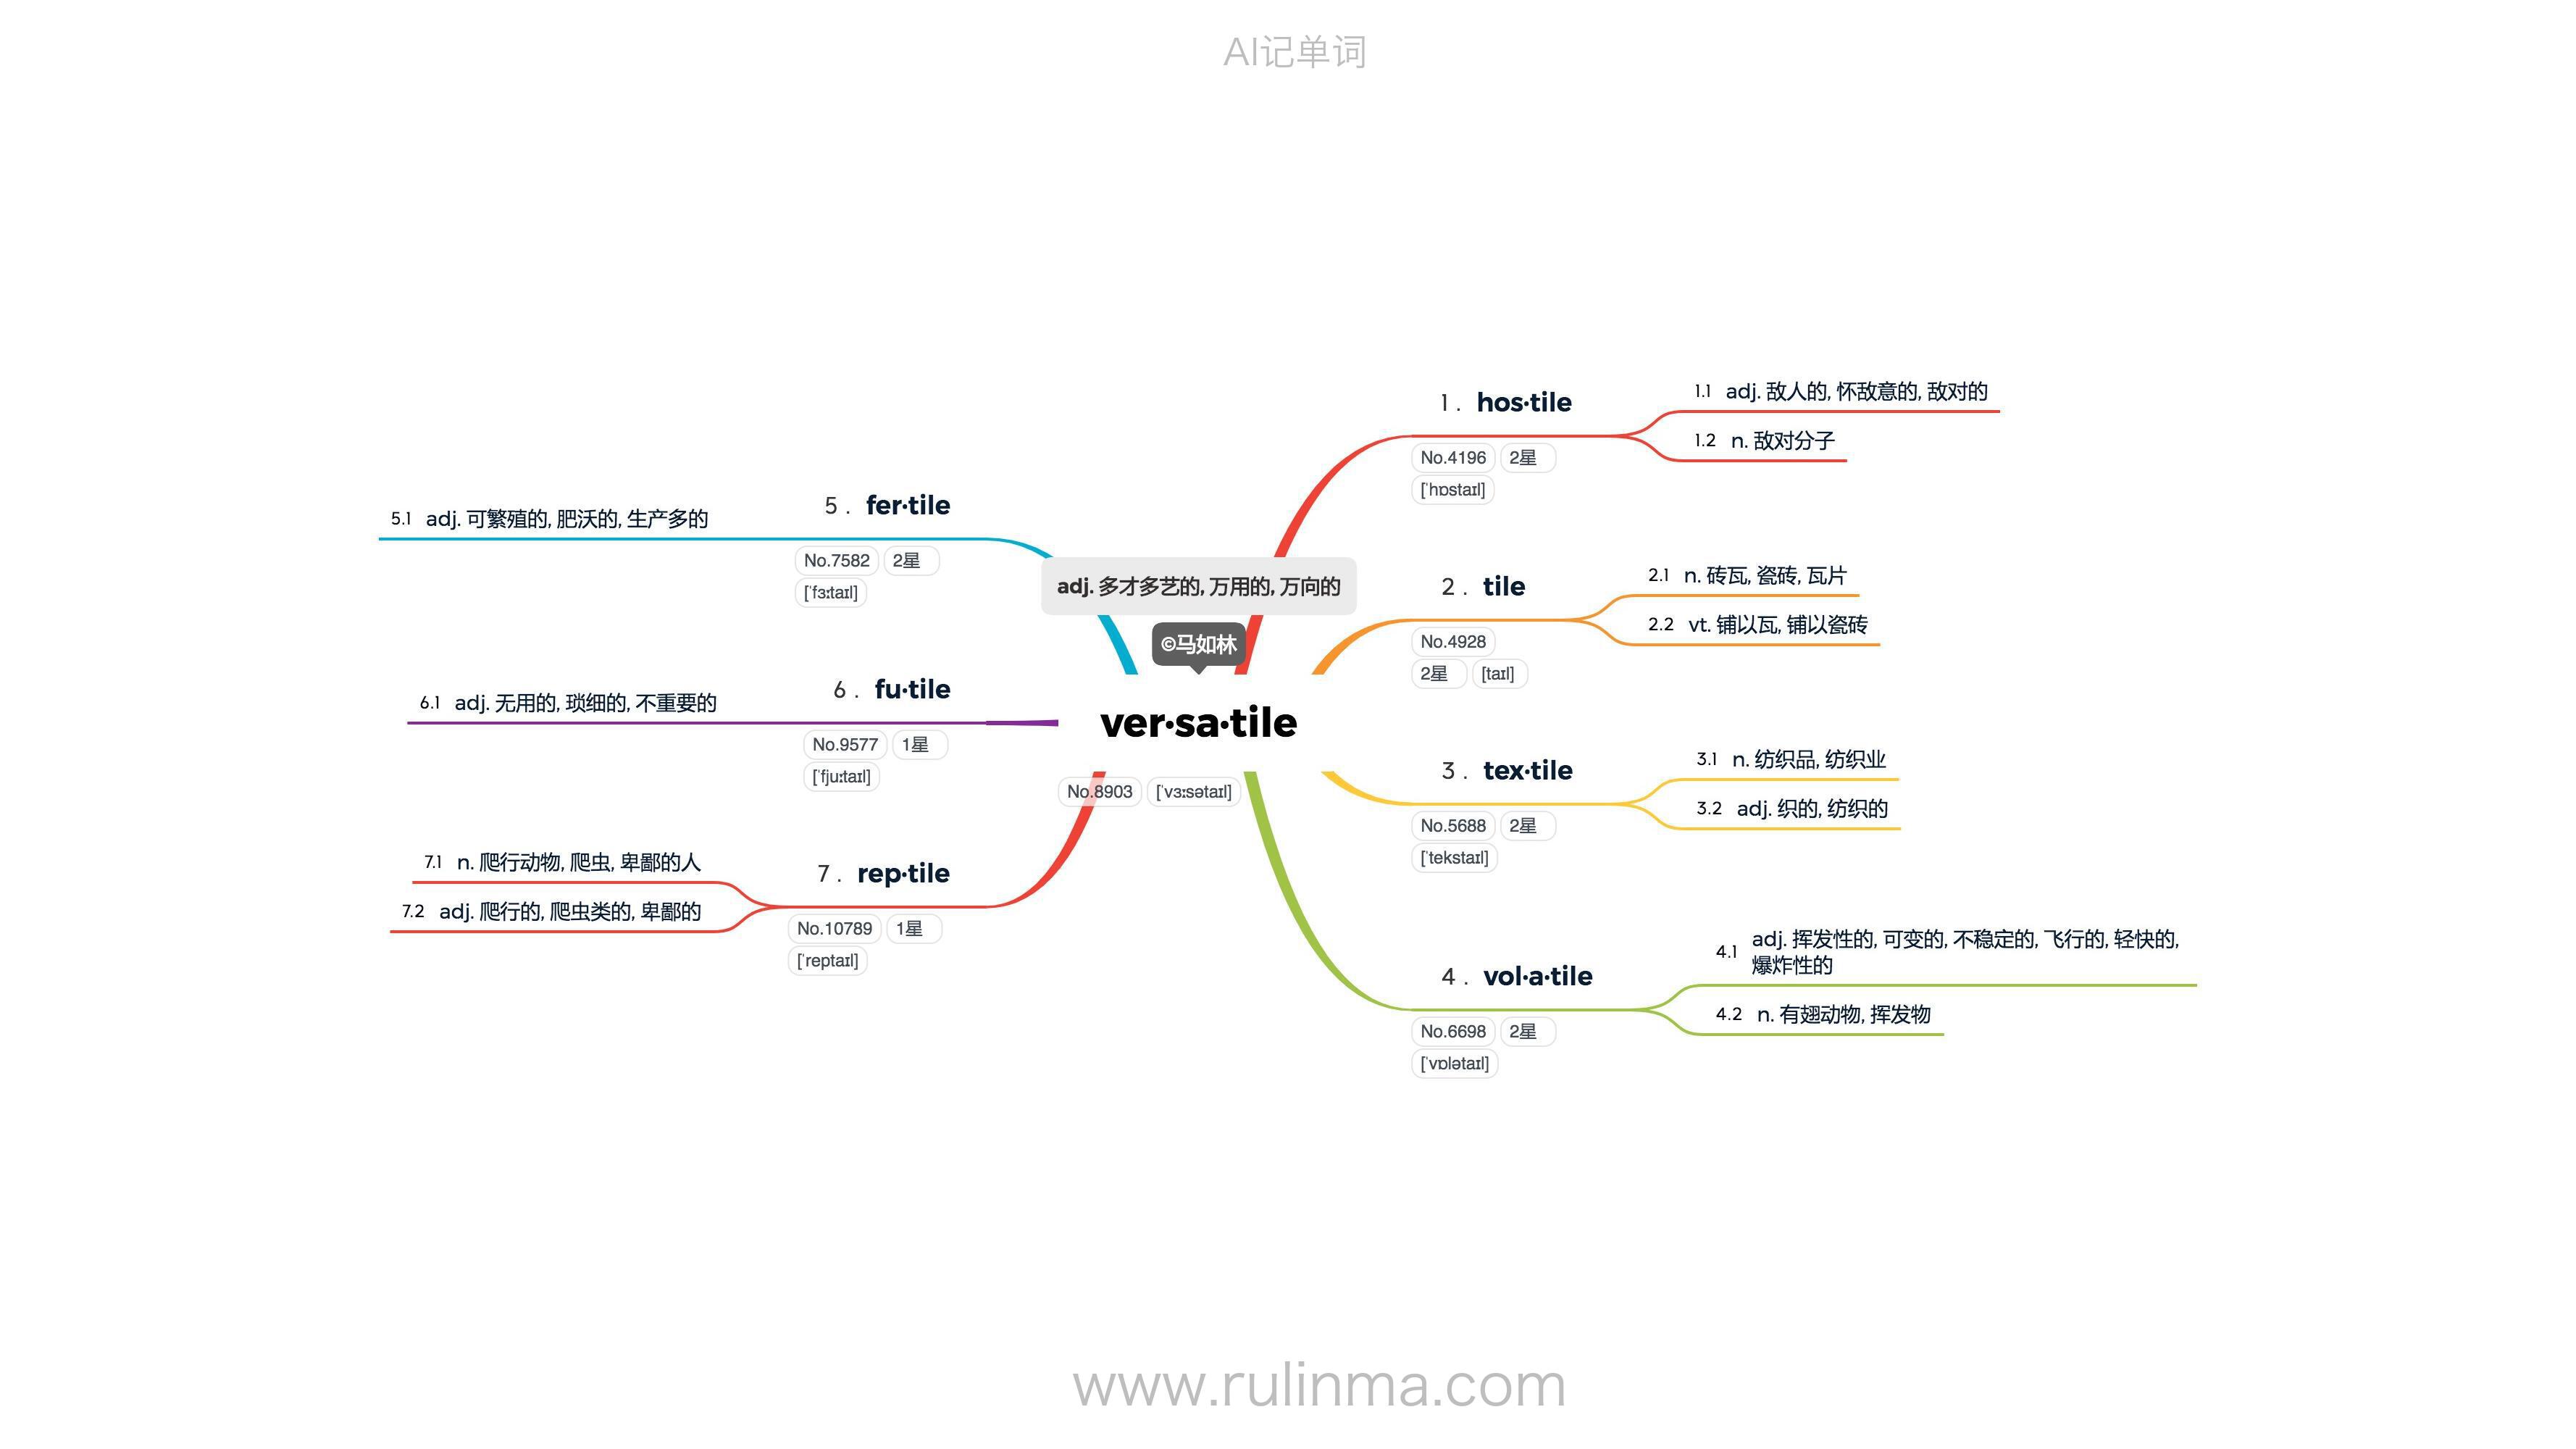 AI记单词
adj. 多才多艺的, 万用的, 万向的
©马如林
ver·sa·tile
No.8903 [ˈvɜːsətaɪl]
1 . hos·tile
No.4196 2星
[ˈhɒstaɪl]
1.1 adj. 敌人的, 怀敌意的, 敌对的
1.2 n. 敌对分子
2 . tile
No.4928
2星 [taɪl]
2.1 n. 砖瓦, 瓷砖, 瓦片
2.2 vt. 铺以瓦, 铺以瓷砖
3 . tex·tile
No.5688 2星
[ˈtekstaɪl]
3.1 n. 纺织品, 纺织业
3.2 adj. 织的, 纺织的
4 . vol·a·tile
No.6698 2星
[ˈvɒlətaɪl]
4.1 adj. 挥发性的, 可变的, 不稳定的, 飞行的, 轻快的,
爆炸性的
4.2 n. 有翅动物, 挥发物
5 . fer·tile
No.7582 2星
[ˈfɜːtaɪl]
5.1 adj. 可繁殖的, 肥沃的, 生产多的
6 . fu·tile
No.9577 1星
[ˈfjuːtaɪl]
6.1 adj. 无用的, 琐细的, 不重要的
7 . rep·tile
No.10789 1星
[ˈreptaɪl]
7.1 n. 爬行动物, 爬虫, 卑鄙的人
7.2 adj. 爬行的, 爬虫类的, 卑鄙的
www.rulinma.com